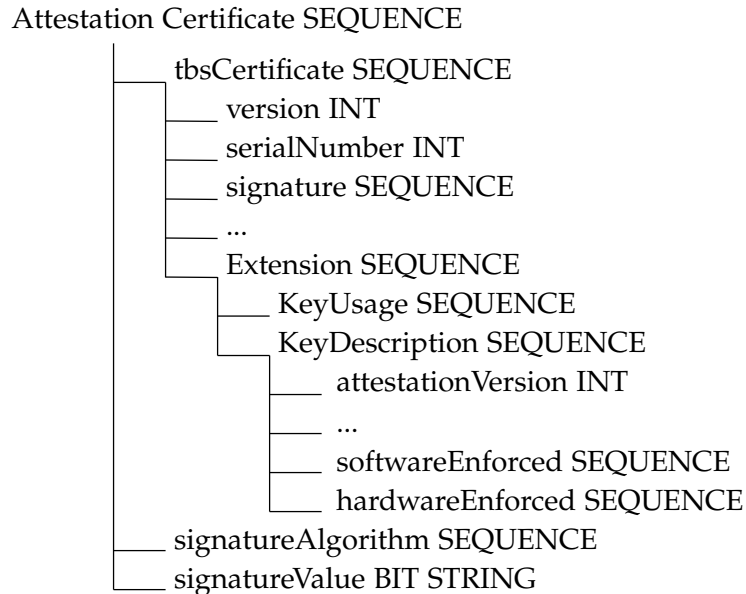 Attestation Certificate SEQUENCE
tbsCertificate SEQUENCE
version INT
serialNumber INT
signature SEQUENCE
...
Extension SEQUENCE
KeyUsage SEQUENCE
KeyDescription SEQUENCE
attestationVersion INT
...
softwareEnforced SEQUENCE
hardwareEnforced SEQUENCE
signatureAlgorithm SEQUENCE
signatureValue BIT STRING